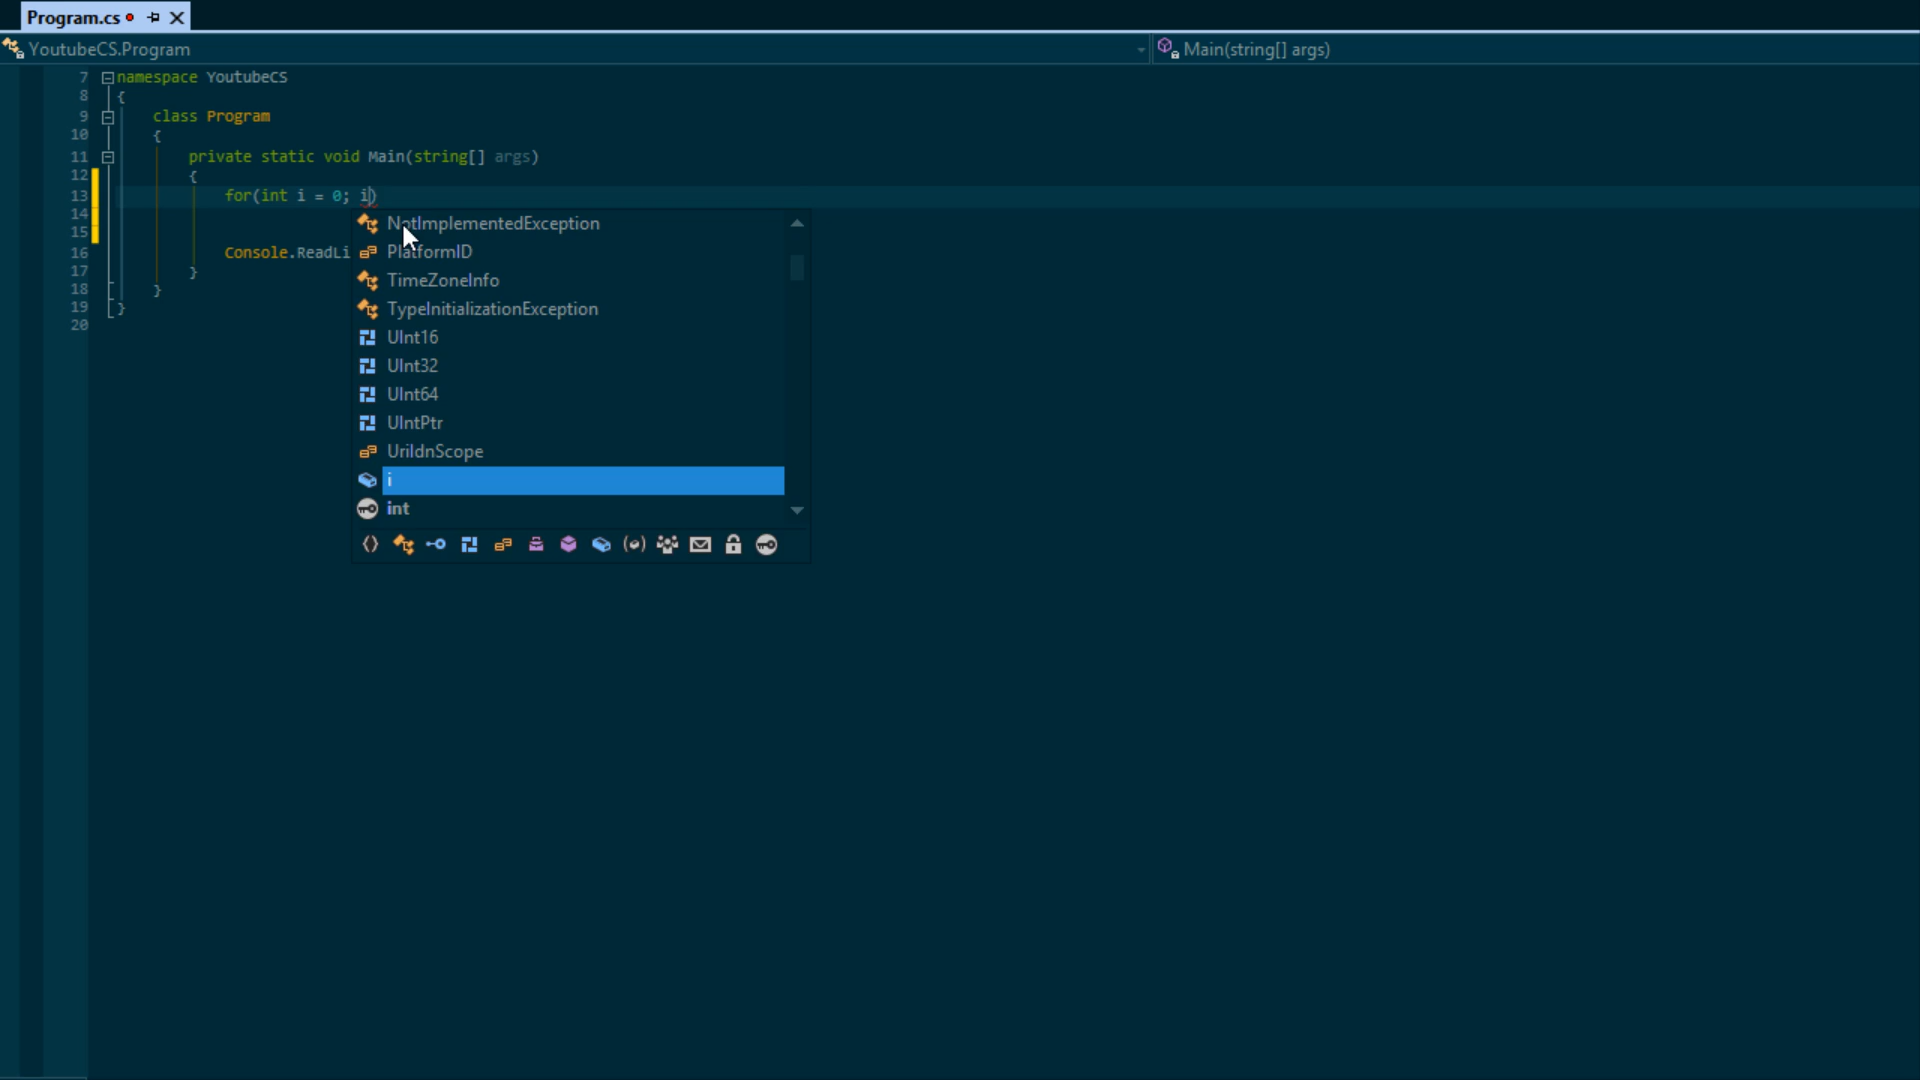 Program.cs
YoutubeCS.Program
Main(string[] args)
7 namespace YoutubeCS
8 {
9 class Program
10 {
11 private static void Main(string[] args)
12 {
13 for(int i = 0; i)
14
15
16 Console.ReadLi
17 }
18 }
19 }
20
NotImplementedException
PlatformID
TimeZoneInfo
TypeInitializationException
UInt16
UInt32
UInt64
UIntPtr
UriIdnScope
i
int